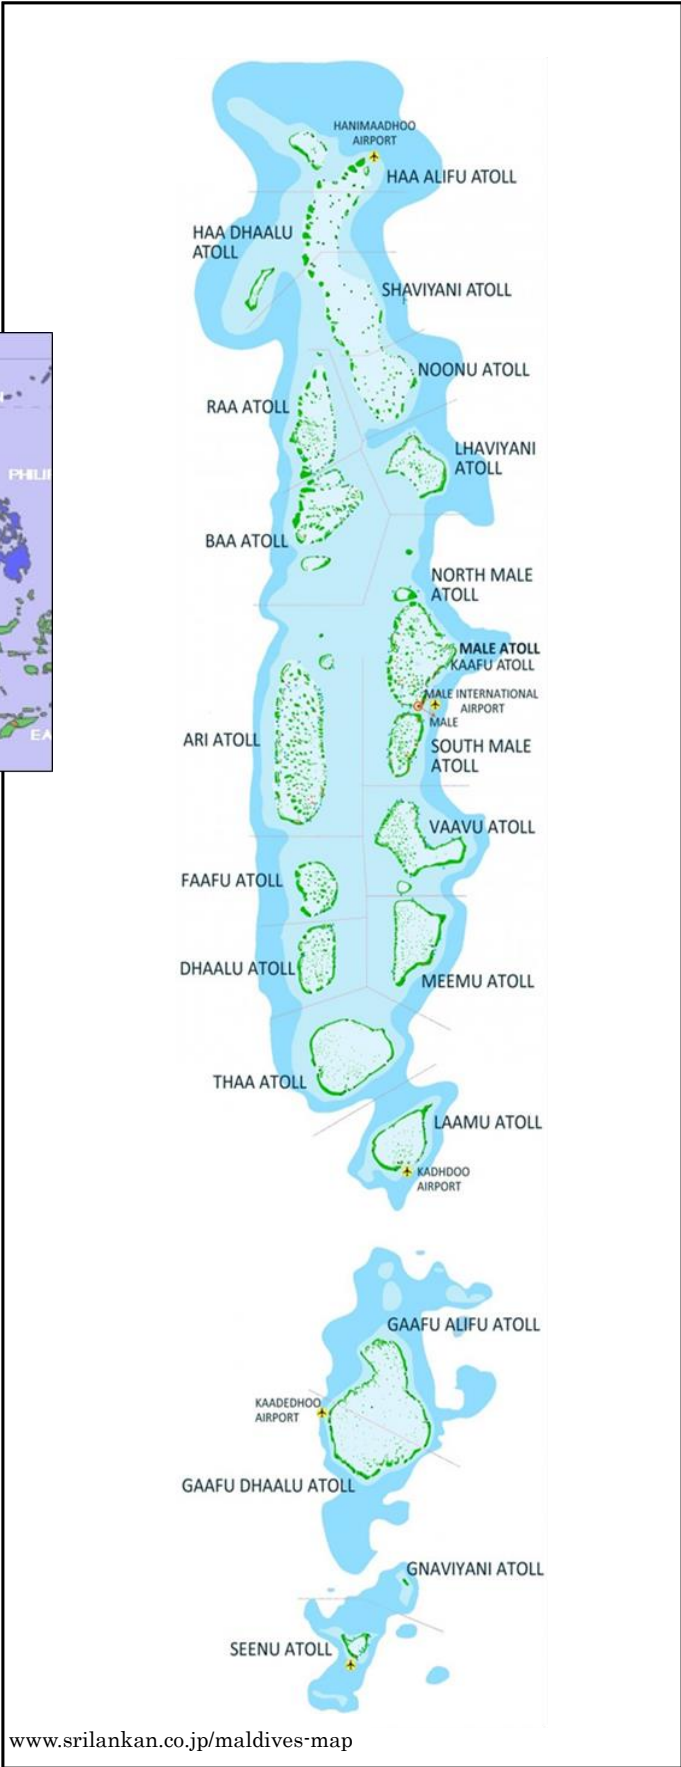 HANIMAADHOO
AIRPORT
HAA ALIFU ATOLL
HAA DHAALU
ATOLL
SHAVIYANI ATOLL
NOONU ATOLL
RAA ATOLL
LHAVIYANI
ATOLL
PHILIP
BAA ATOLL
NORTH MALE
ATOLL
MALE ATOLL
KAAFU ATOLL
MALE INTERNATIONAL
AIRPORT
MALE
EA
ARI ATOLL
SOUTH MALE
ATOLL
VAAVU ATOLL
FAAFU ATOLL
DHAALU ATOLL
MEEMU ATOLL
THAA ATOLL
LAAMU ATOLL
KADHDOO
AIRPORT
GAAFU ALIFU ATOLL
KAADEDHOO
AIRPORT
GAAFU DHAALU ATOLL
GNAVIYANI ATOLL
SEENU ATOLL
www.srilankan.co.jp/maldives-map